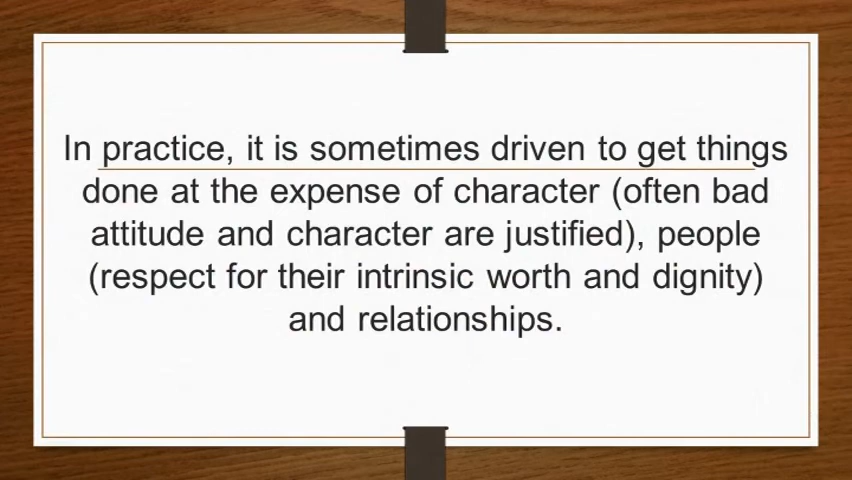 In practice, it is sometimes driven to get things
done at the expense of character (often bad
attitude and character are justified), people
(respect for their intrinsic worth and dignity)
and relationships.